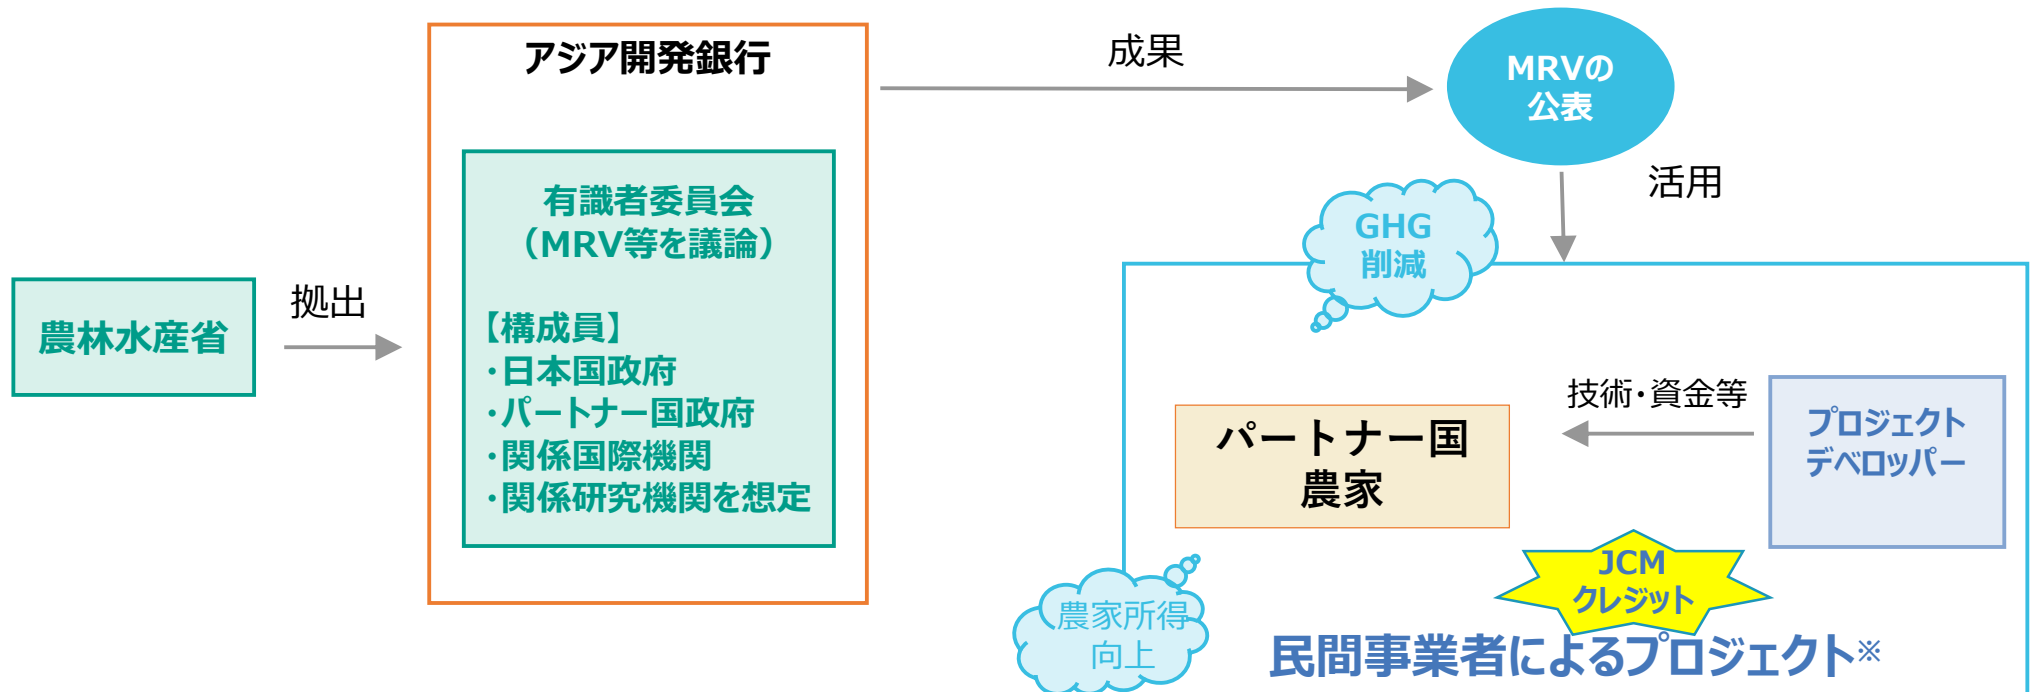 アジア開発銀行
成果
MRVの
公表
有識者委員会
（MRV等を議論）
活用
GHG
削減
農林水産省
拠出
【構成員】
・日本国政府
・パートナー国政府
・関係国際機関
・関係研究機関を想定
技術・資金等
パートナー国
農家
プロジェクト
デベロッパー
JCM
クレジット
農家所得
向上
民間事業者によるプロジェクト※